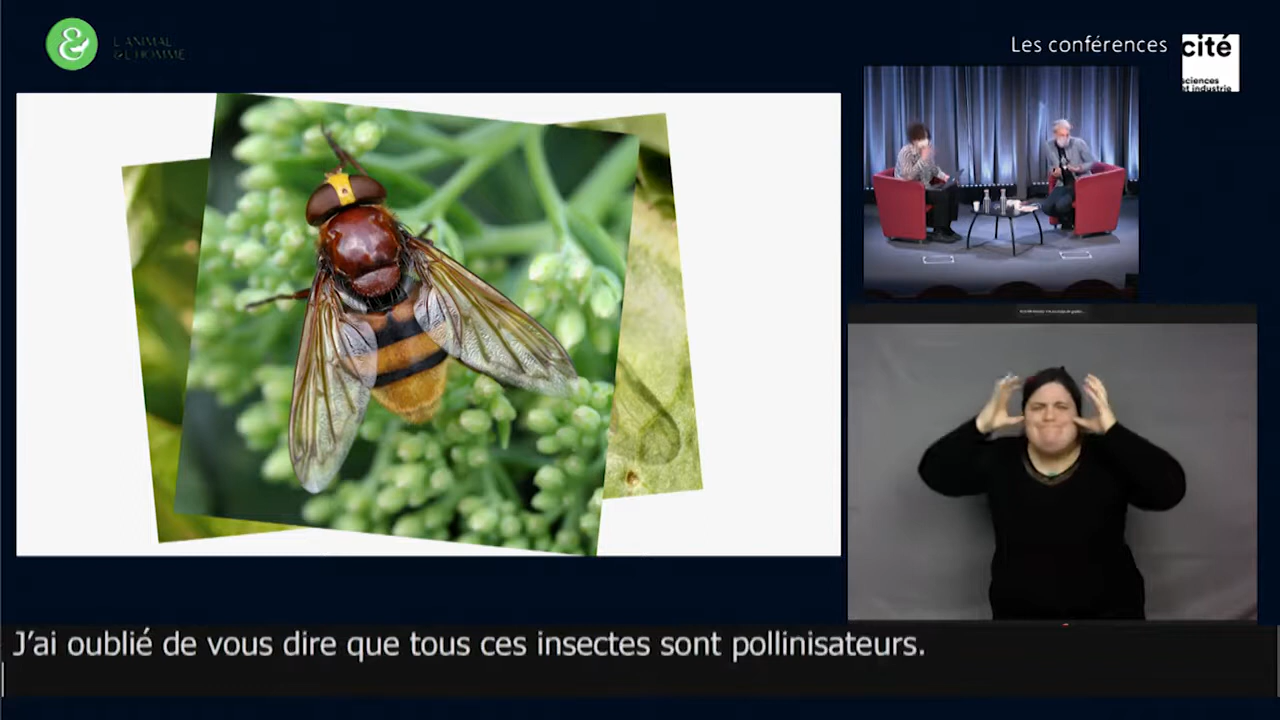 &
L'ANIMAL
& L'HOMME
Les conférences
cité
sciences
et industrie
J'ai oublié de vous dire que tous ces insectes sont pollinisateurs.